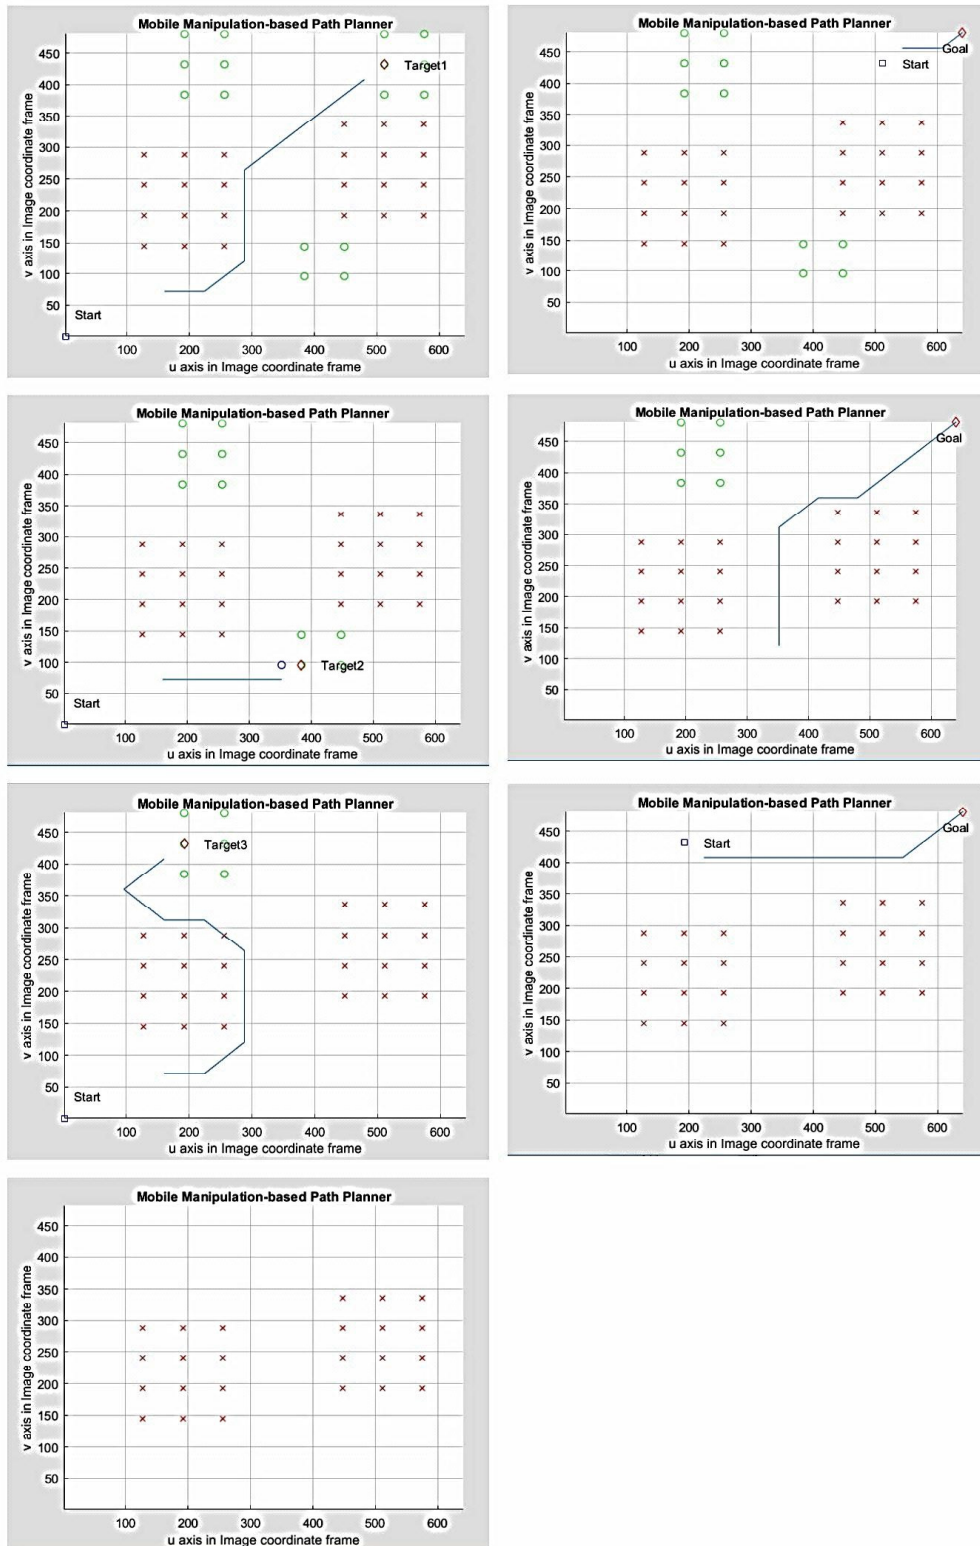 Mobile Manipulation-based Path Planner
450
400
350
300
250
200
150
100
50
v axis in Image coordinate frame
Target1
Start
100 200 300 400 500 600
u axis in Image coordinate frame
Mobile Manipulation-based Path Planner
450
400
350
300
250
200
150
100
50
v axis in Image coordinate frame
Goal
Start
100 200 300 400 500 600
u axis in Image coordinate frame
Mobile Manipulation-based Path Planner
450
400
350
300
250
200
150
100
50
v axis in Image coordinate frame
Target2
Start
100 200 300 400 500 600
u axis in Image coordinate frame
Mobile Manipulation-based Path Planner
450
400
350
300
250
200
150
100
50
v axis in Image coordinate frame
Goal
100 200 300 400 500 600
u axis in Image coordinate frame
Mobile Manipulation-based Path Planner
450
400
350
300
250
200
150
100
50
v axis in Image coordinate frame
Target3
Start
100 200 300 400 500 600
u axis in Image coordinate frame
Mobile Manipulation-based Path Planner
450
400
350
300
250
200
150
100
50
v axis in Image coordinate frame
Goal
Start
100 200 300 400 500 600
u axis in Image coordinate frame
Mobile Manipulation-based Path Planner
450
400
350
300
250
200
150
100
50
v axis in Image coordinate frame
100 200 300 400 500 600
u axis in Image coordinate frame